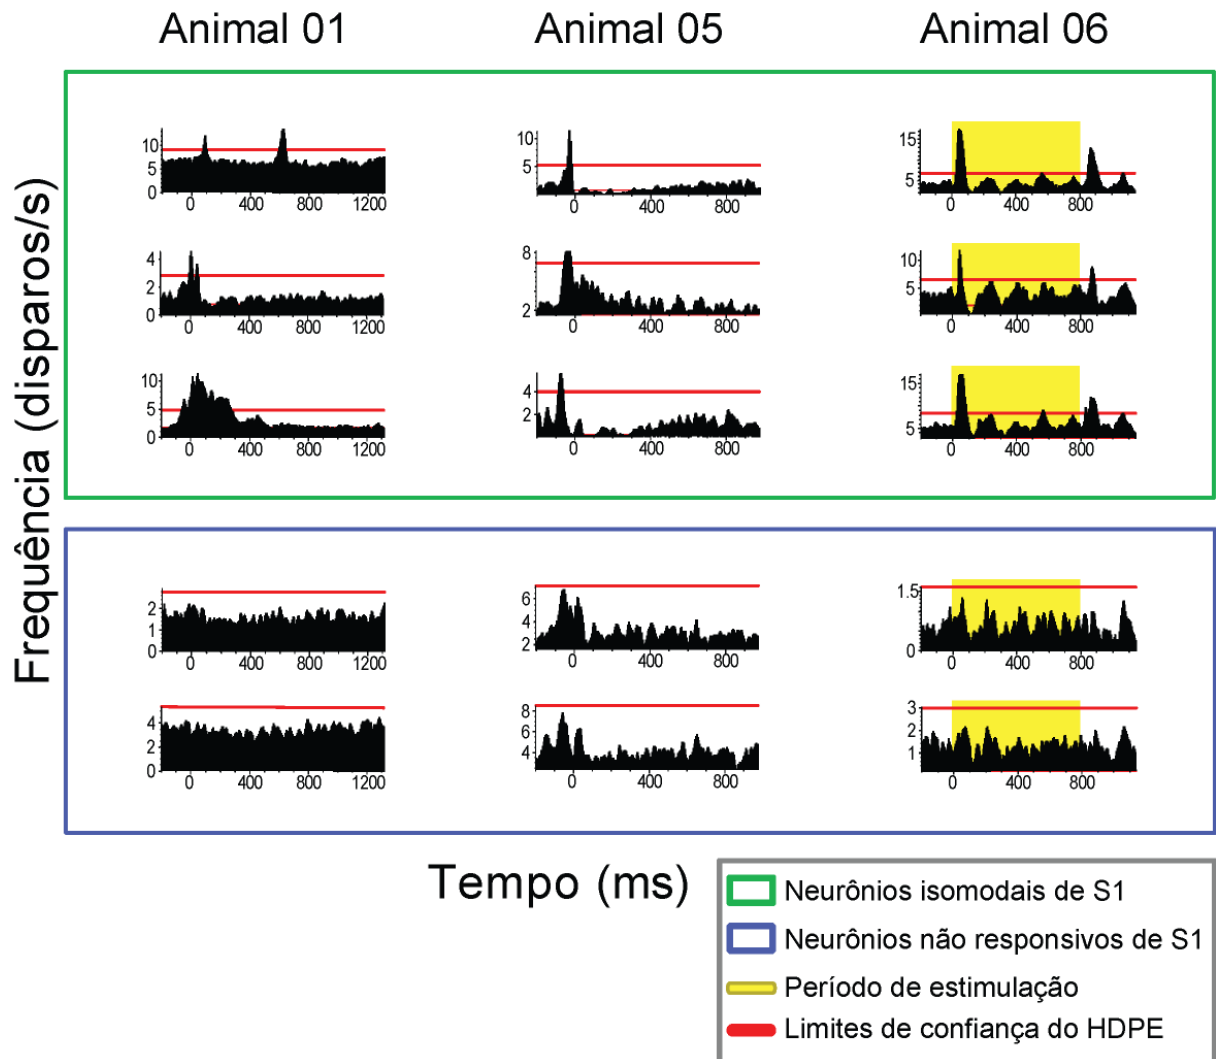 Animal 01 Animal 05 Animal 06
Frequência (disparos/s)
10
5
0
0 400 800 1200
10
5
0 400 800
15
5
0 400 800
4
2
0
0 400 800 1200
8
2
0 400 800
10
5
0 400 800
10
5
0
0 400 800 1200
4
2
0 400 800
15
5
0 400 800
2
1
0
0 400 800 1200
6
4
2
0 400 800
1.5
0
0 400 800
4
2
0
0 400 800 1200
8
6
4
0 400 800
3
2
1
0 400 800
Tempo (ms)
Neurônios isomodais de S1
Neurônios não responsivos de S1
Período de estimulação
Limites de confiança do HDPE